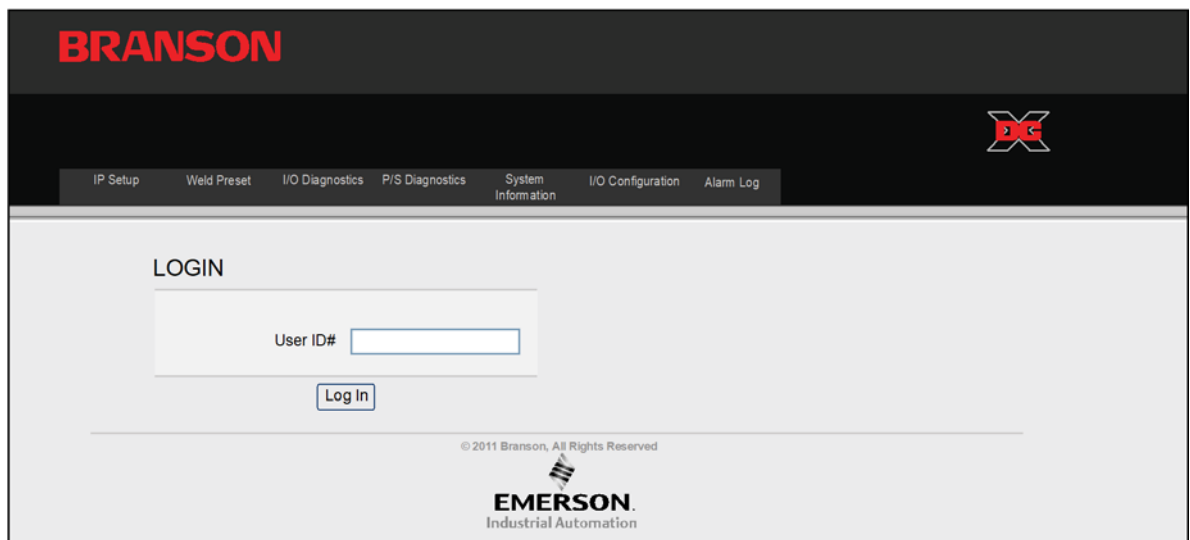 BRANSON
DCX
IP Setup Weld Preset I/O Diagnostics P/S Diagnostics System Information I/O Configuration Alarm Log
LOGIN
User ID#
Log In
© 2011 Branson, All Rights Reserved
EMERSON.
Industrial Automation